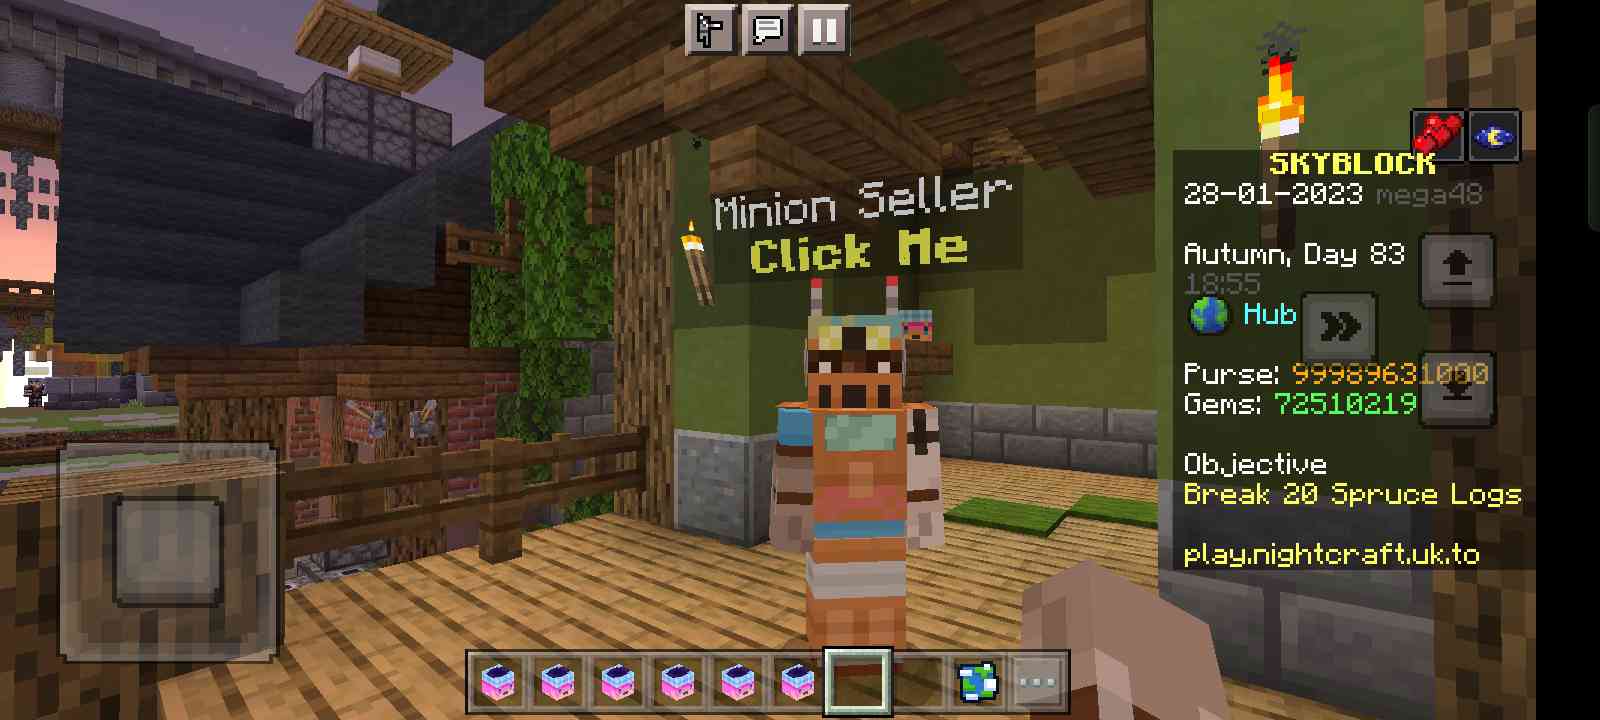 Minion Seller
Click Me
SKYBLOCK
28-01-2023 mega48
Autumn, Day 83
18:55
Hub
Purse: 99989631000
Gems: 72510219
Objective
Break 20 Spruce Logs
play.nightcraft.uk.to